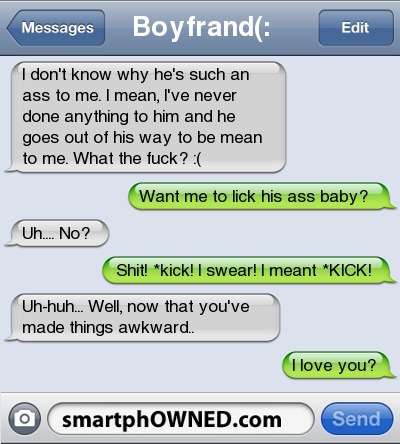 Messages
Boyfrand(:
Edit
I don't know why he's such an
ass to me. I mean, I've never
done anything to him and he
goes out of his way to be mean
to me. What the fuck? :(
Want me to lick his ass baby?
Uh.... No?
Shit! *kick! I swear! I meant *KICK!
Uh-huh... Well, now that you've
made things awkward..
I love you?
smartphOWNED.com
Send